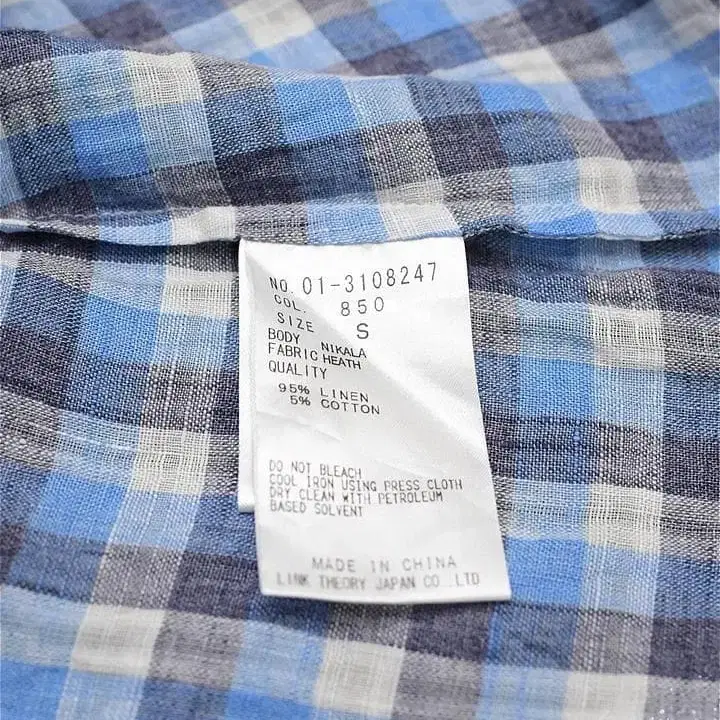 NO. 01-3108247
COL. 850
SIZE S
BODY NIKALA
FABRIC HEATH
QUALITY
95% LINEN
5% COTTON
DO NOT BLEACH
COOL IRON USING PRESS CLOTH
DRY CLEAN WITH PETROLEUM
BASED SOLVENT
MADE IN CHINA
LINK THEORY JAPAN CO.,LTD